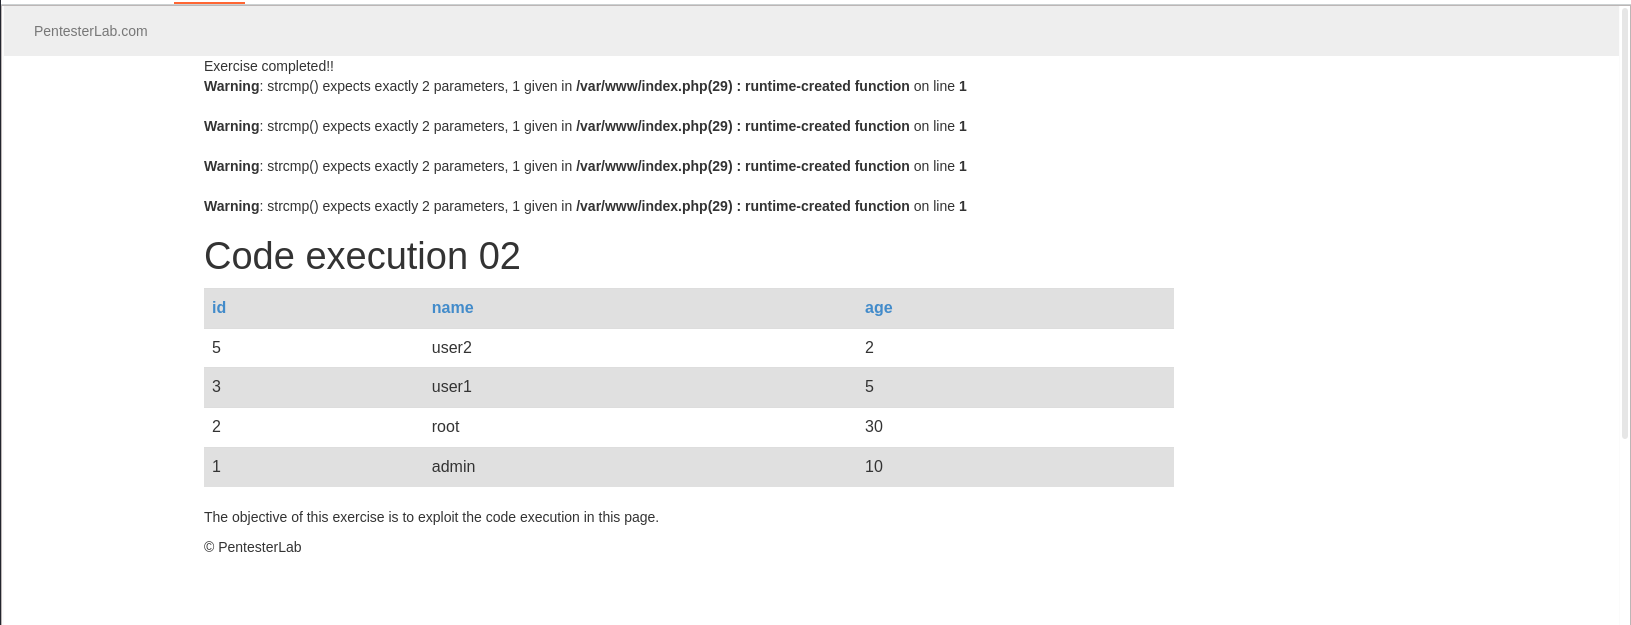 PentesterLab.com
Exercise completed!!
Warning: strcmp() expects exactly 2 parameters, 1 given in /var/www/index.php(29) : runtime-created function on line 1
Warning: strcmp() expects exactly 2 parameters, 1 given in /var/www/index.php(29) : runtime-created function on line 1
Warning: strcmp() expects exactly 2 parameters, 1 given in /var/www/index.php(29) : runtime-created function on line 1
Warning: strcmp() expects exactly 2 parameters, 1 given in /var/www/index.php(29) : runtime-created function on line 1
Code execution 02
id name age
5 user2 2
3 user1 5
2 root 30
1 admin 10
The objective of this exercise is to exploit the code execution in this page.
© PentesterLab